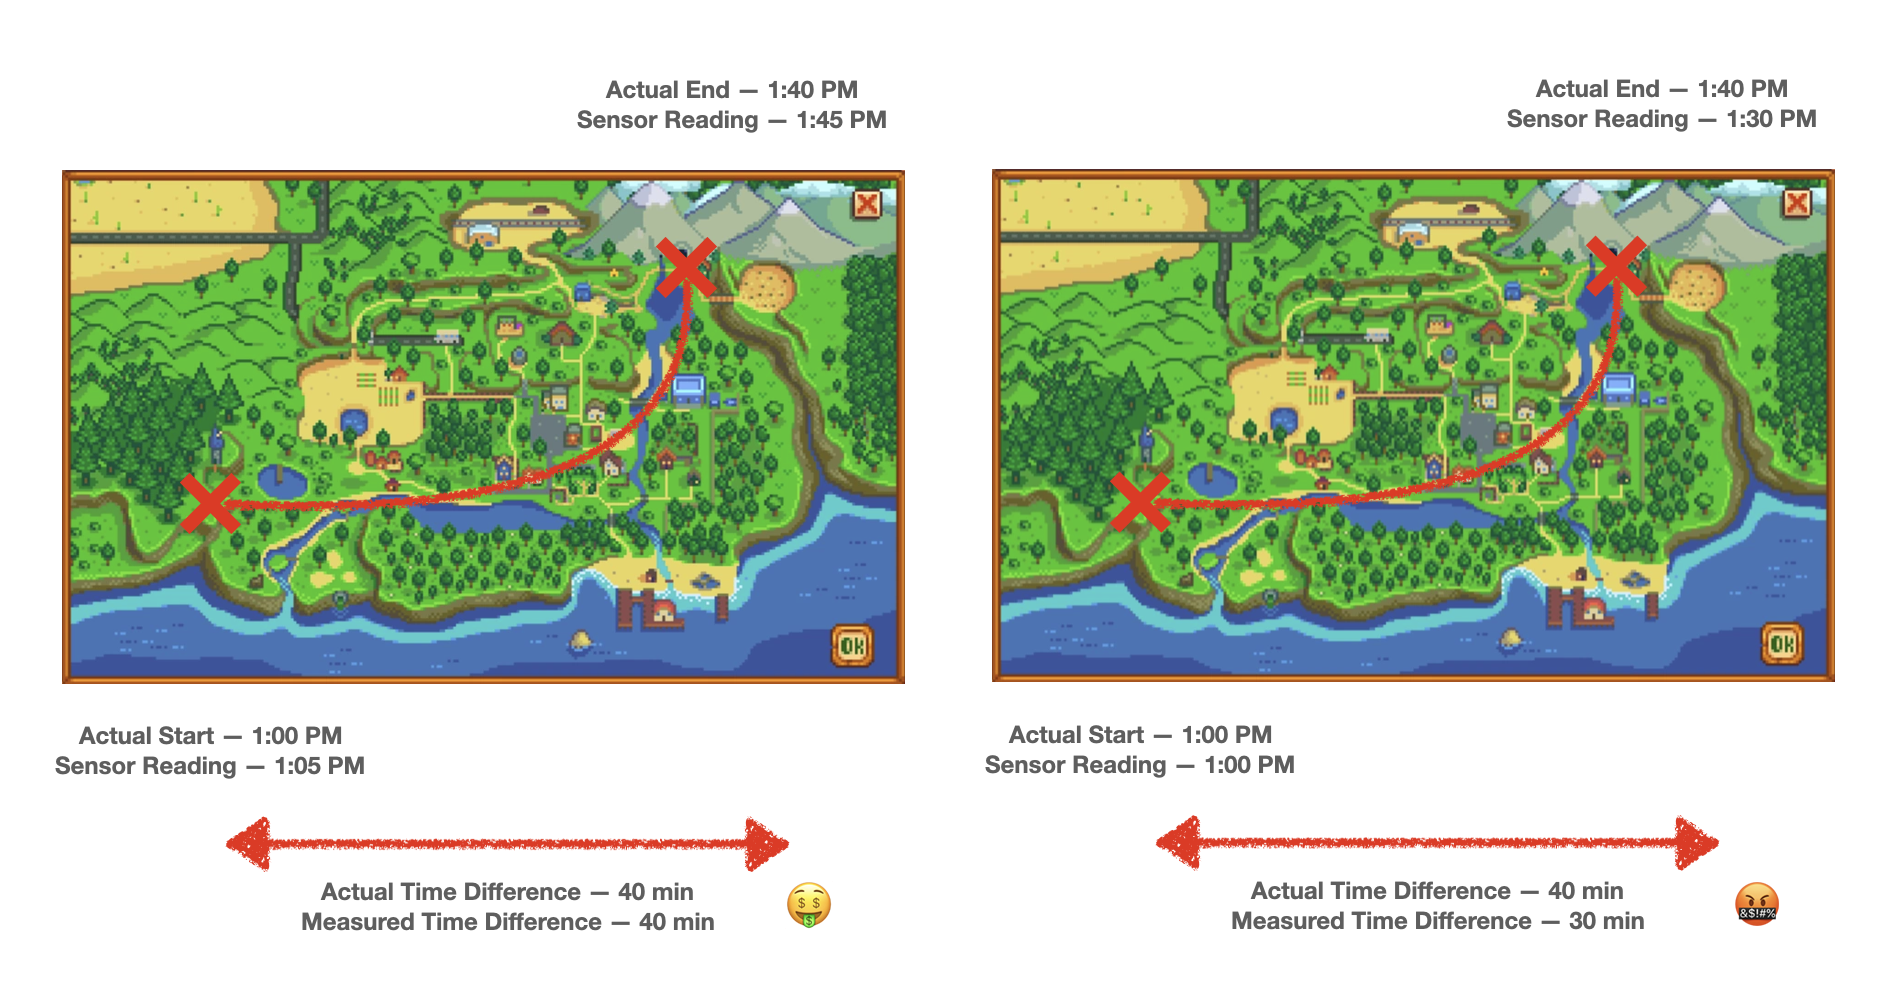 Actual End — 1:40 PM
Sensor Reading — 1:45 PM
Ok
Actual Start — 1:00 PM
Sensor Reading — 1:05 PM
Actual Time Difference — 40 min
Measured Time Difference — 40 min
$ $
$
Actual End — 1:40 PM
Sensor Reading — 1:30 PM
Ok
Actual Start — 1:00 PM
Sensor Reading — 1:00 PM
Actual Time Difference — 40 min
Measured Time Difference — 30 min
&$!#%